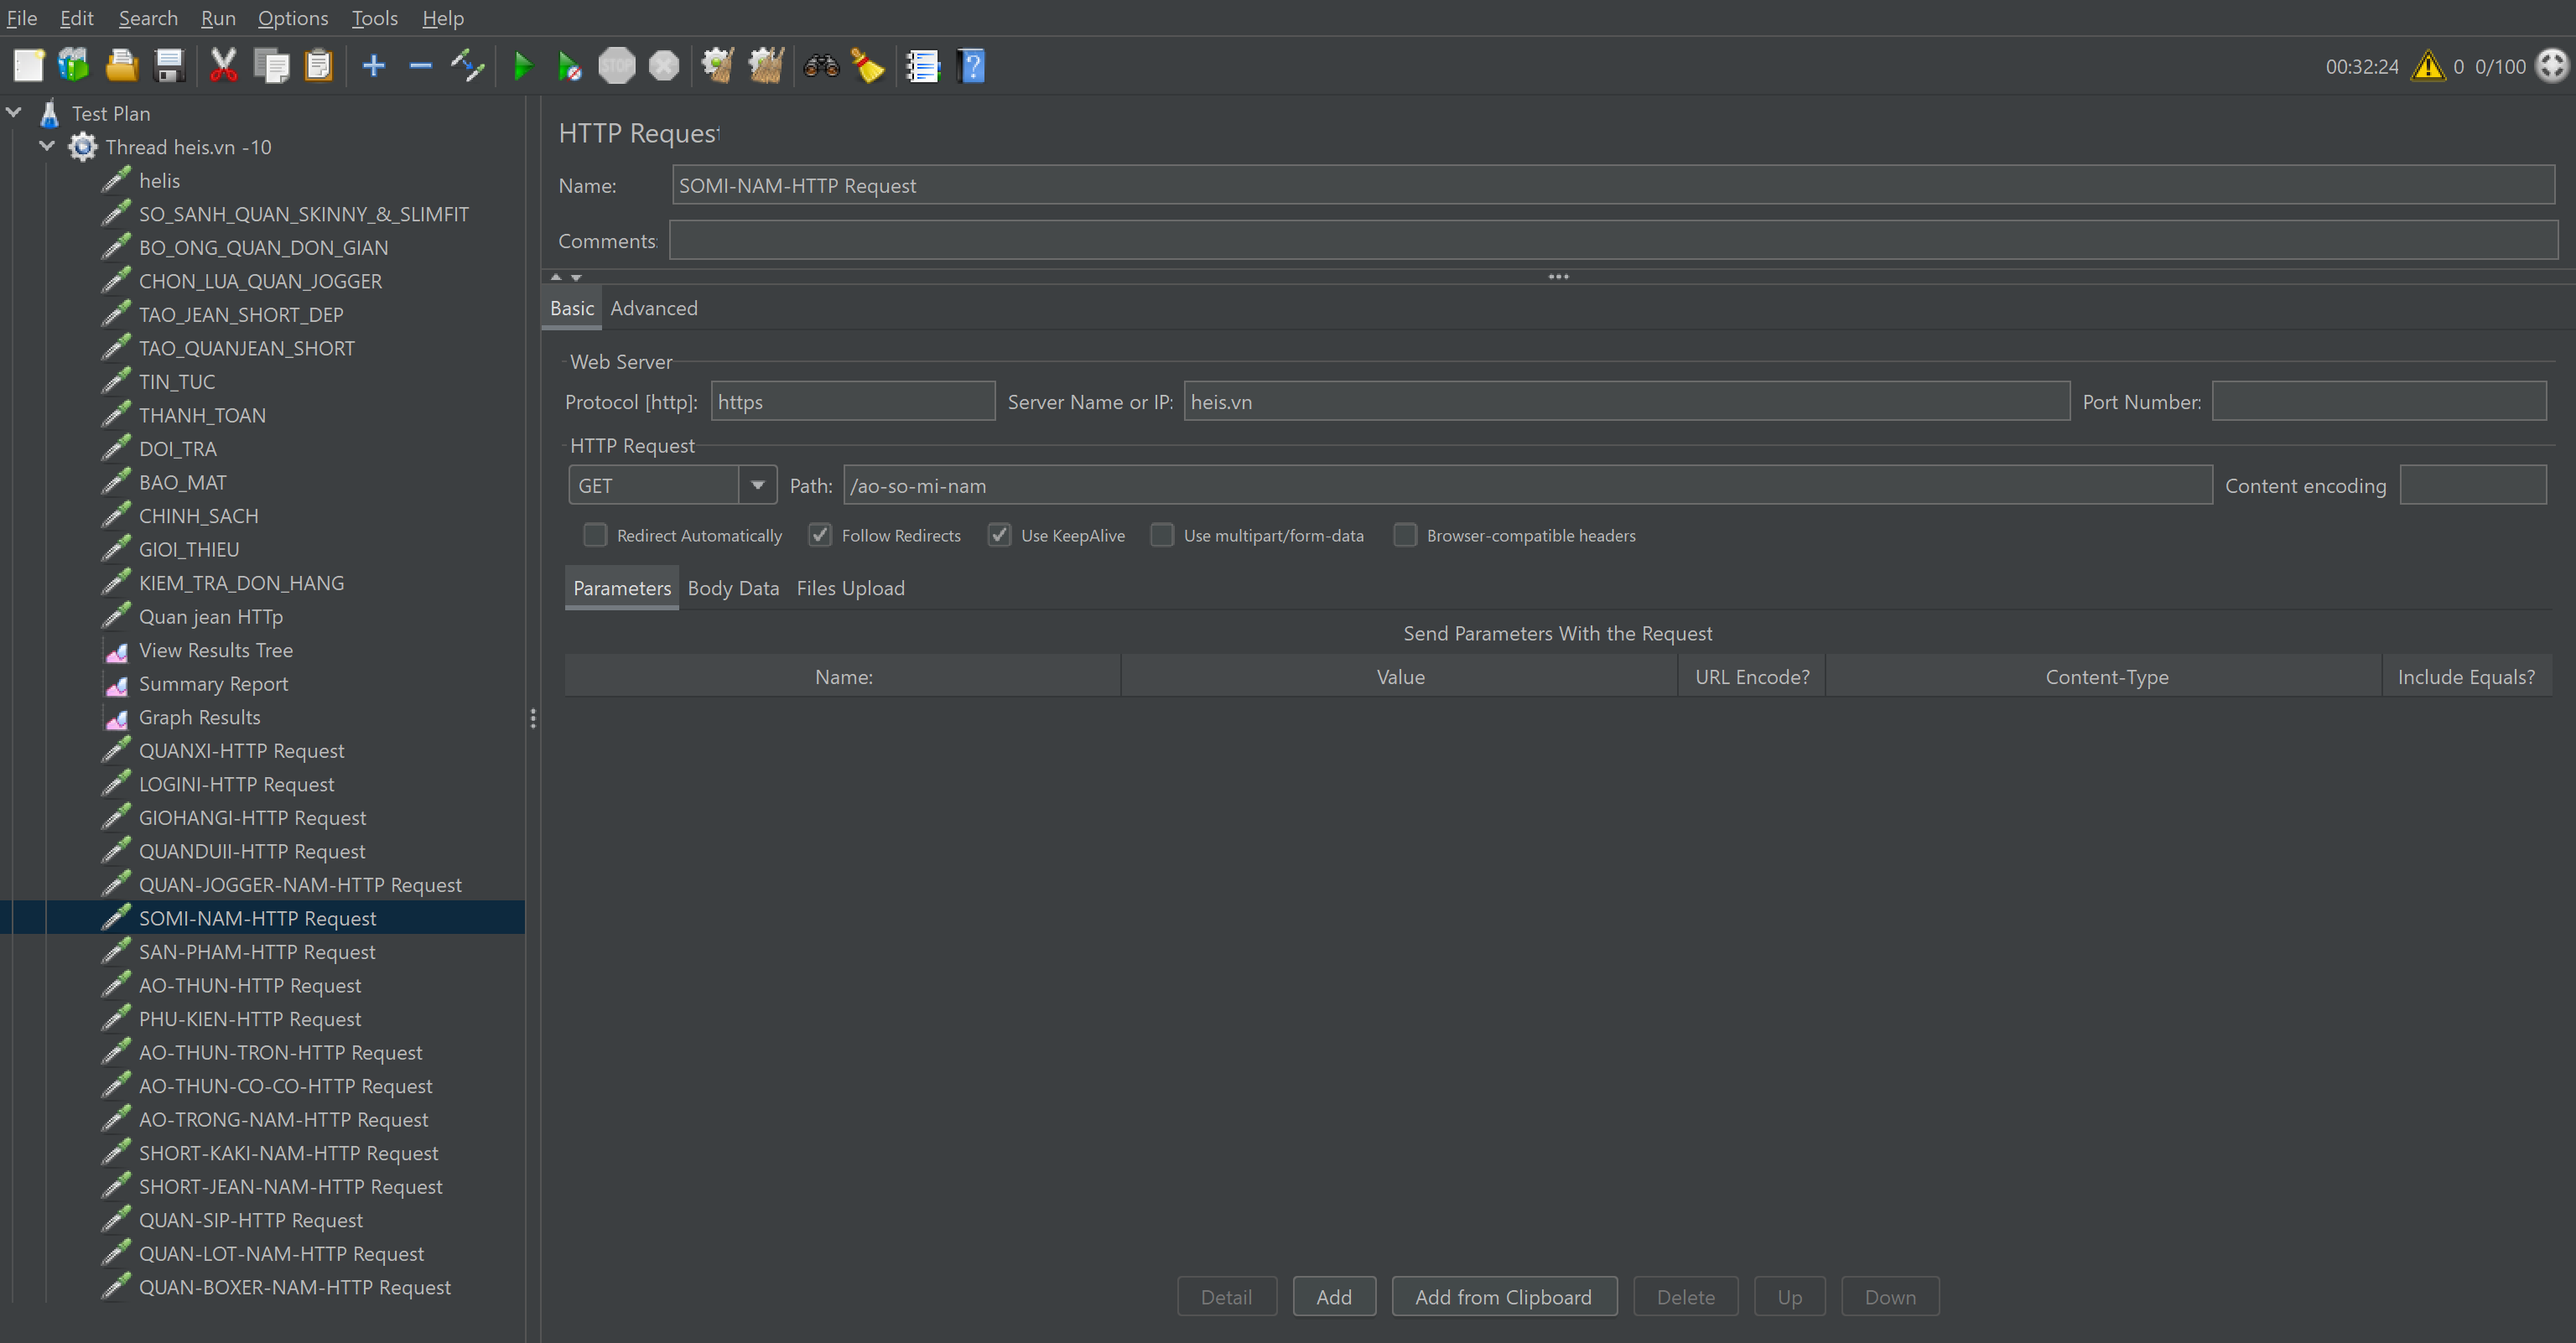 File Edit Search Run Options Tools Help
STOP
00:32:24 0 0/100
Test Plan
Thread heis.vn -10
helis
SO_SANH_QUAN_SKINNY_&_SLIMFIT
BO_ONG_QUAN_DON_GIAN
CHON_LUA_QUAN_JOGGER
TAO_JEAN_SHORT_DEP
TAO_QUANJEAN_SHORT
TIN_TUC
THANH_TOAN
DOI_TRA
BAO_MAT
CHINH_SACH
GIOI_THIEU
KIEM_TRA_DON_HANG
Quan jean HTTp
View Results Tree
Summary Report
Graph Results
QUANXI-HTTP Request
LOGINI-HTTP Request
GIOHANGI-HTTP Request
QUANDUII-HTTP Request
QUAN-JOGGER-NAM-HTTP Request
SOMI-NAM-HTTP Request
SAN-PHAM-HTTP Request
AO-THUN-HTTP Request
PHU-KIEN-HTTP Request
AO-THUN-TRON-HTTP Request
AO-THUN-CO-CO-HTTP Request
AO-TRONG-NAM-HTTP Request
SHORT-KAKI-NAM-HTTP Request
SHORT-JEAN-NAM-HTTP Request
QUAN-SIP-HTTP Request
QUAN-LOT-NAM-HTTP Request
QUAN-BOXER-NAM-HTTP Request
HTTP Request
Name: SOMI-NAM-HTTP Request
Comments:
Basic Advanced
Web Server
Protocol [http]: https Server Name or IP: heis.vn Port Number:
HTTP Request
GET Path: /ao-so-mi-nam Content encoding
Redirect Automatically Follow Redirects Use KeepAlive Use multipart/form-data Browser-compatible headers
Parameters Body Data Files Upload
Send Parameters With the Request
Name: Value URL Encode? Content-Type Include Equals?
Detail Add Add from Clipboard Delete Up Down